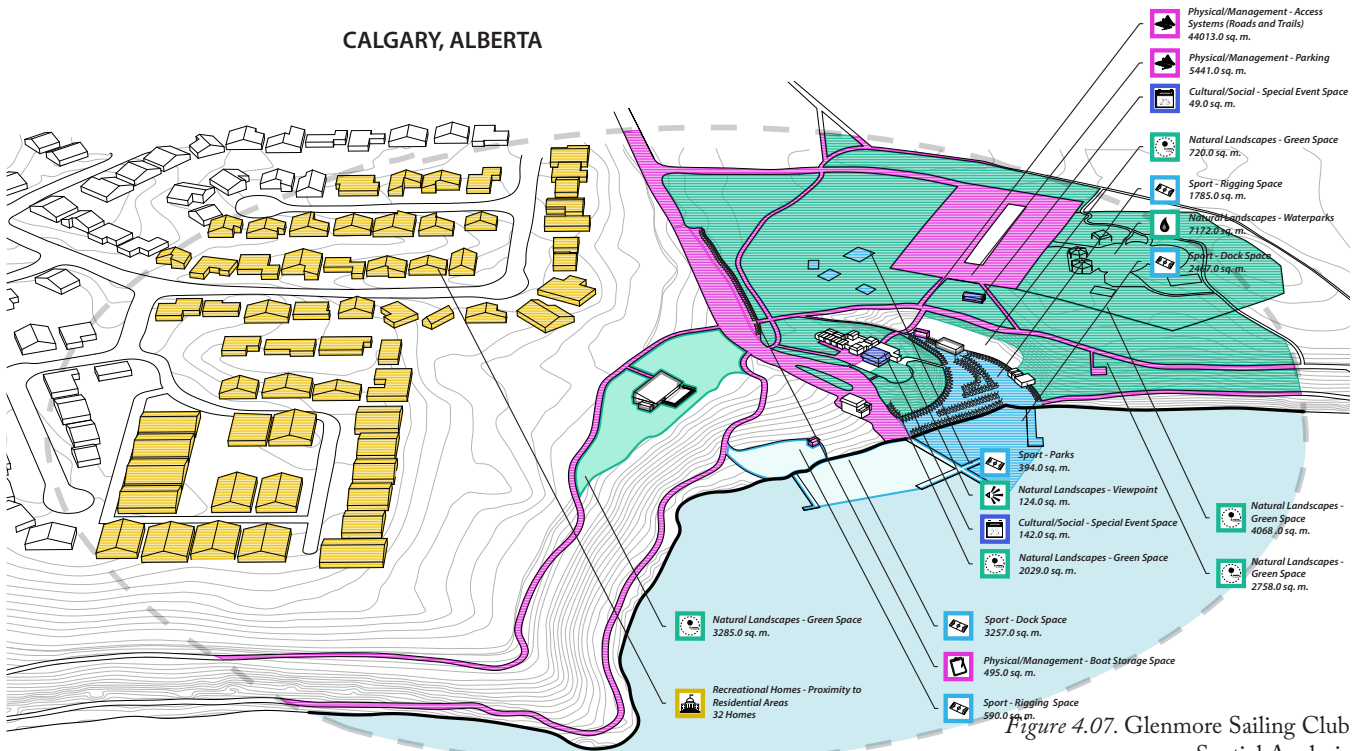 CALGARY, ALBERTA
Physical/Management - Access
Systems (Roads and Trails)
44013.0 sq. m.
Physical/Management - Parking
5441.0 sq. m.
Cultural/Social - Special Event Space
49.0 sq. m.
Natural Landscapes - Green Space
720.0 sq. m.
Sport - Rigging Space
1785.0 sq. m.
Natural Landscapes - Waterparks
7172.0 sq. m.
Sport - Dock Space
2467.0 sq. m.
Sport - Parks
394.0 sq. m.
Natural Landscapes - Viewpoint
124.0 sq. m.
Cultural/Social - Special Event Space
142.0 sq. m.
Natural Landscapes - Green Space
2029.0 sq. m.
Natural Landscapes -
Green Space
4068.0 sq. m.
Natural Landscapes -
Green Space
2758.0 sq. m.
Natural Landscapes - Green Space
3285.0 sq. m.
Sport - Dock Space
3257.0 sq. m.
Physical/Management - Boat Storage Space
495.0 sq. m.
Recreational Homes - Proximity to
Residential Areas
32 Homes
Sport - Rigging Space
590.0 sq. m.
Figure 4.07. Glenmore Sailing Club